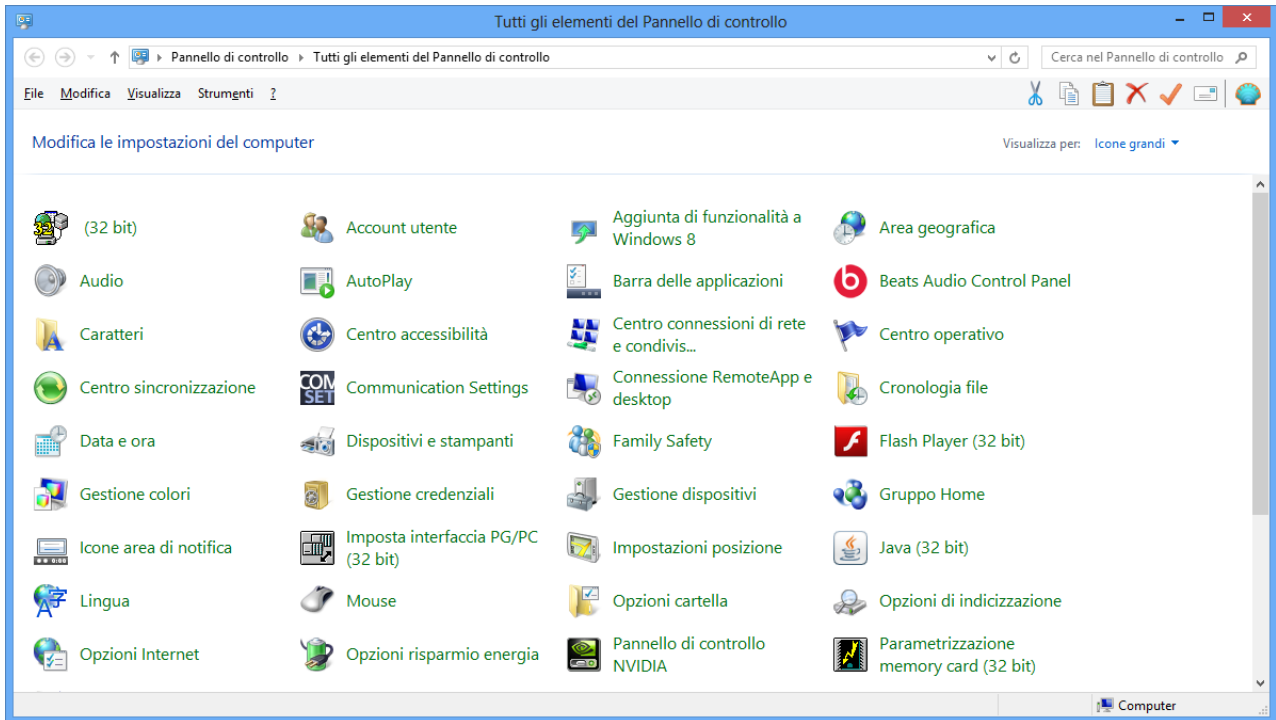 Tutti gli elementi del Pannello di controllo
Pannello di controllo Tutti gli elementi del Pannello di controllo
Cerca nel Pannello di controllo
File Modifica Visualizza Strumenti ?
Modifica le impostazioni del computer
Visualizza per: Icone grandi
(32 bit)
Account utente
Aggiunta di funzionalità a
Windows 8
Area geografica
Audio
AutoPlay
Barra delle applicazioni
Beats Audio Control Panel
Caratteri
Centro accessibilità
Centro connessioni di rete
e condivis...
Centro operativo
Centro sincronizzazione
COM
SET
Communication Settings
Connessione RemoteApp e
desktop
Cronologia file
Data e ora
Dispositivi e stampanti
Family Safety
Flash Player (32 bit)
Gestione colori
Gestione credenziali
Gestione dispositivi
Gruppo Home
Icone area di notifica
Imposta interfaccia PG/PC
(32 bit)
Impostazioni posizione
Java (32 bit)
Lingua
Mouse
Opzioni cartella
Opzioni di indicizzazione
Opzioni Internet
Opzioni risparmio energia
Pannello di controllo
NVIDIA
Parametrizzazione
memory card (32 bit)
Computer